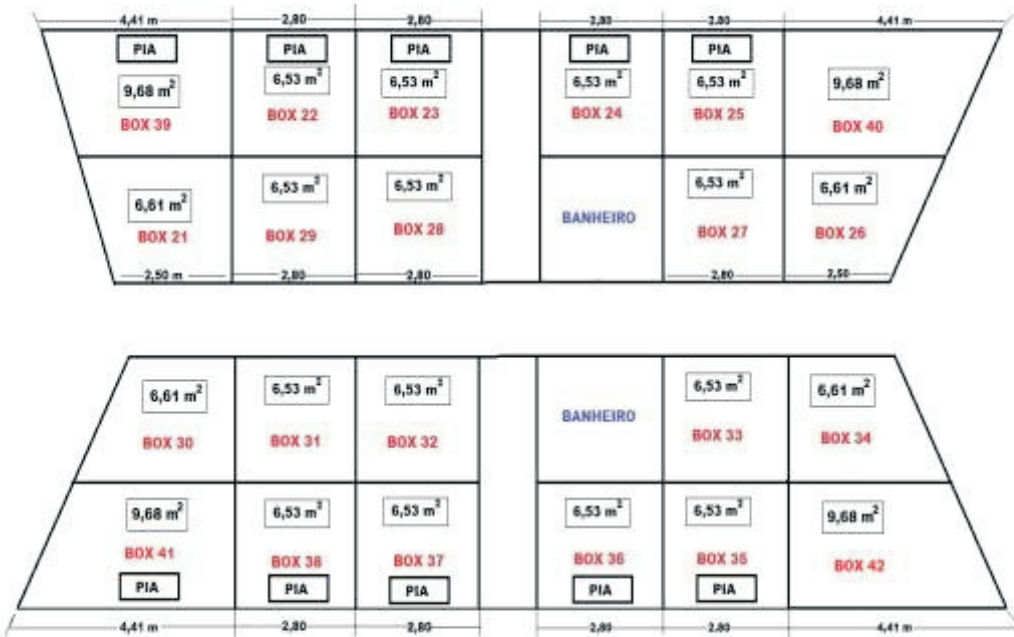 4,41 m 2,80 2,80 2,80 2,80 4,41 m
PIA PIA PIA PIA PIA
9,68 m² 6,53 m² 6,53 m² 6,53 m² 6,53 m² 9,68 m²
BOX 39 BOX 22 BOX 23 BOX 24 BOX 25 BOX 40
6,61 m² 6,53 m² 6,53 m² 6,53 m² 6,61 m²
BANHEIRO
BOX 21 BOX 29 BOX 28 BOX 27 BOX 26
2,50 m 2,80 2,80 2,80 2,50
6,61 m² 6,53 m² 6,53 m² 6,53 m² 6,61 m²
BANHEIRO
BOX 30 BOX 31 BOX 32 BOX 33 BOX 34
9,68 m² 6,53 m² 6,53 m² 6,53 m² 6,53 m² 9,68 m²
BOX 41 BOX 38 BOX 37 BOX 36 BOX 35 BOX 42
PIA PIA PIA PIA PIA
4,41 m 2,80 2,80 2,80 2,80 4,41 m